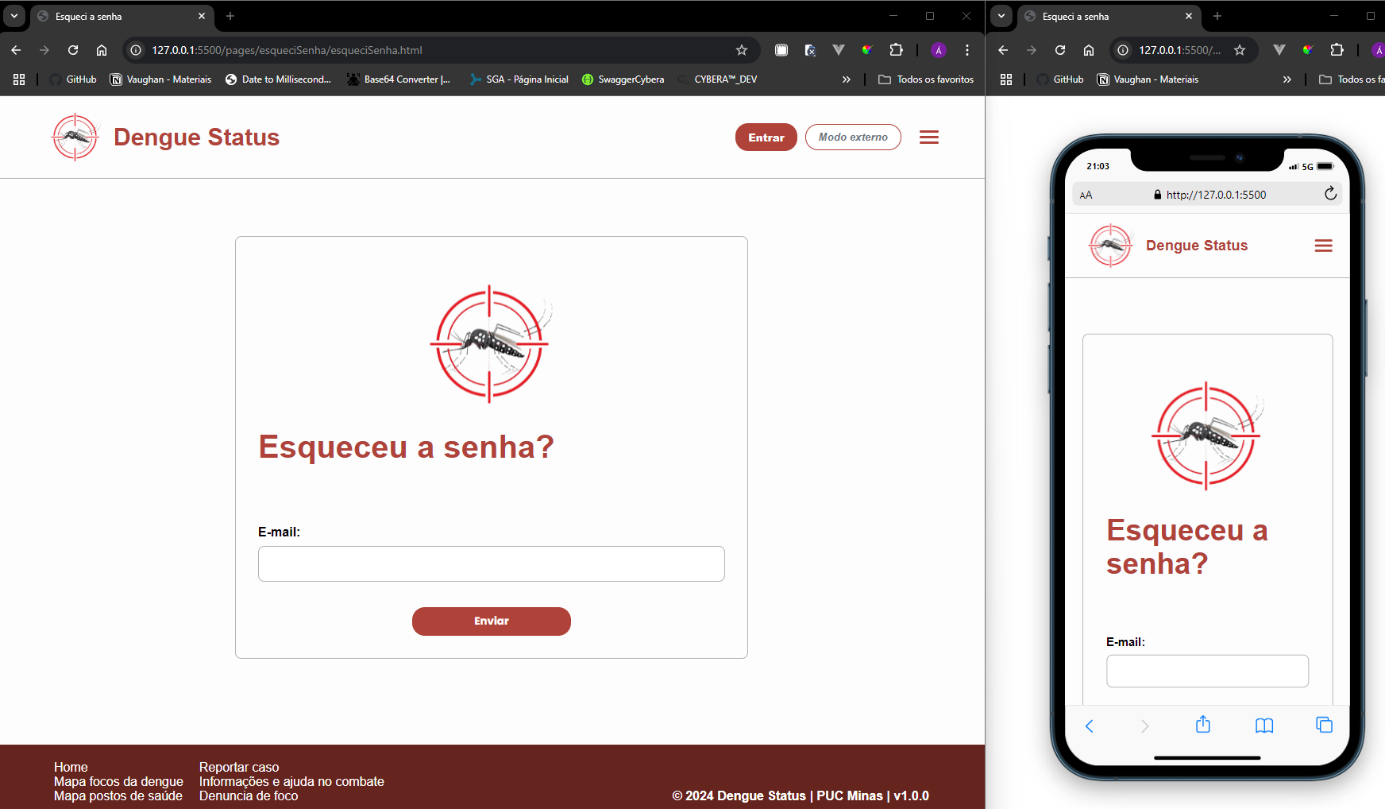 Esqueci a senha
127.0.0.1:5500/pages/esqueciSenha/esqueciSenha.html
Á
GitHub
Vaughan - Materiais
Date to Millisecond...
Base64 Converter |...
SGA - Página Inicial
SwaggerCybera
CYBERA™_DEV
Todos os favoritos
Dengue Status
Entrar
Modo externo
Esqueceu a senha?
E-mail:
Enviar
Home
Mapa focos da dengue
Mapa postos de saúde
Reportar caso
Informações e ajuda no combate
Denuncia de foco
© 2024 Dengue Status | PUC Minas | v1.0.0
Esqueci a senha
127.0.0.1:5500/...
Á
GitHub
Vaughan - Materiais
Todos os fa
21:03
5G
AA
http://127.0.0.1:5500
Dengue Status
Esqueceu a
senha?
E-mail: